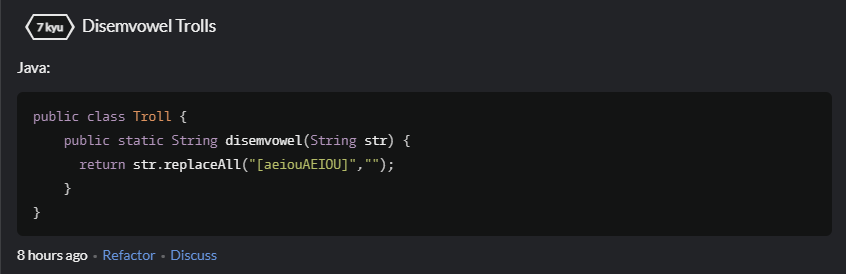 7 kyu Disemvowel Trolls
Java:
public class Troll {
    public static String disemvowel(String str) {
      return str.replaceAll("[aeiouAEIOU]","");
    }
}
8 hours ago • Refactor • Discuss